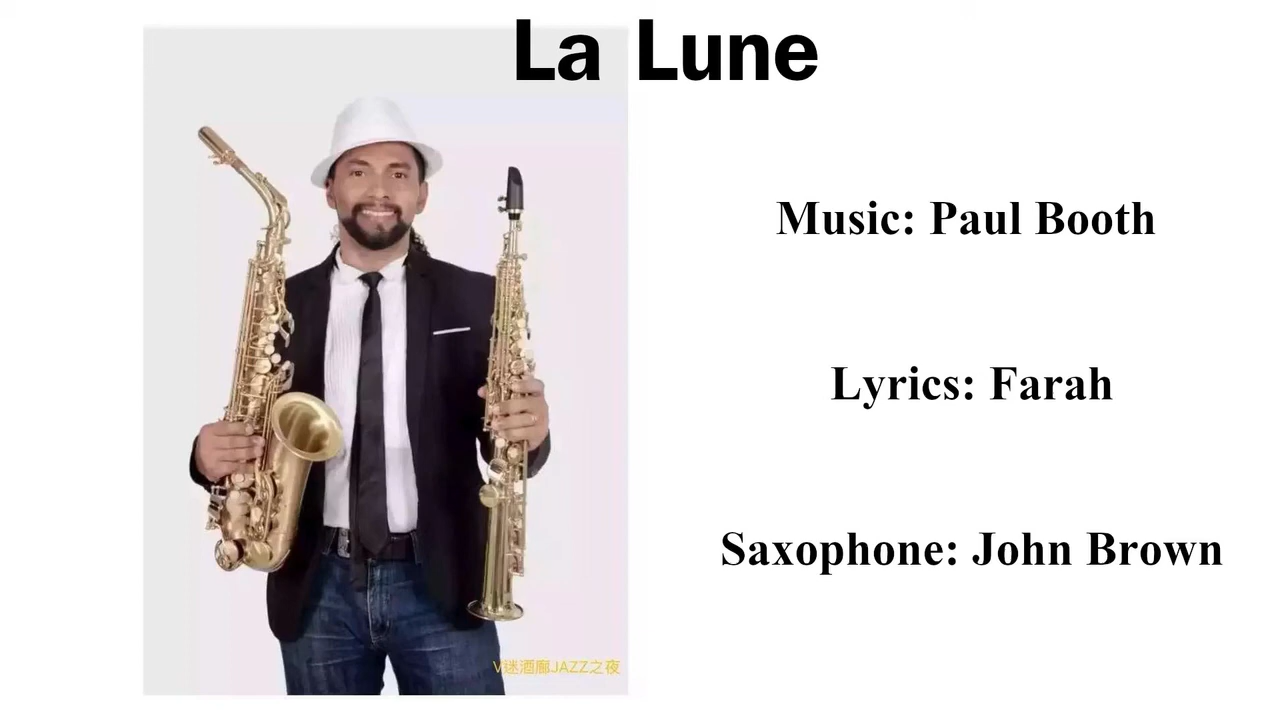 La Lune
Music: Paul Booth
Lyrics: Farah
Saxophone: John Brown
V迷酒廊JAZZ之夜